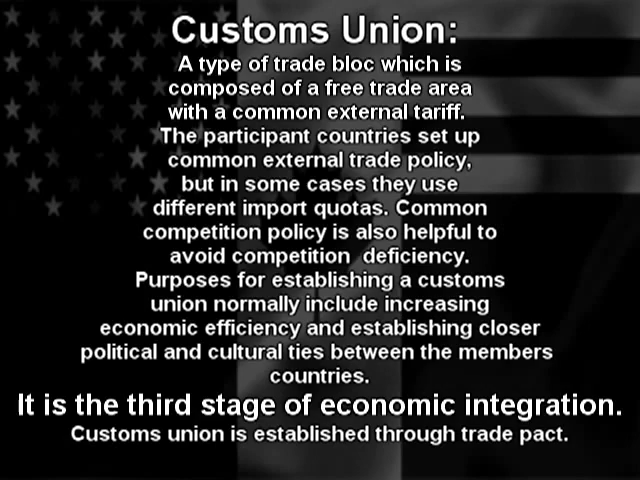 Customs Union:
A type of trade bloc which is
composed of a free trade area
with a common external tariff.
The participant countries set up
common external trade policy,
but in some cases they use
different import quotas. Common
competition policy is also helpful to
avoid competition deficiency.
Purposes for establishing a customs
union normally include increasing
economic efficiency and establishing closer
political and cultural ties between the members
countries.
It is the third stage of economic integration.
Customs union is established through trade pact.